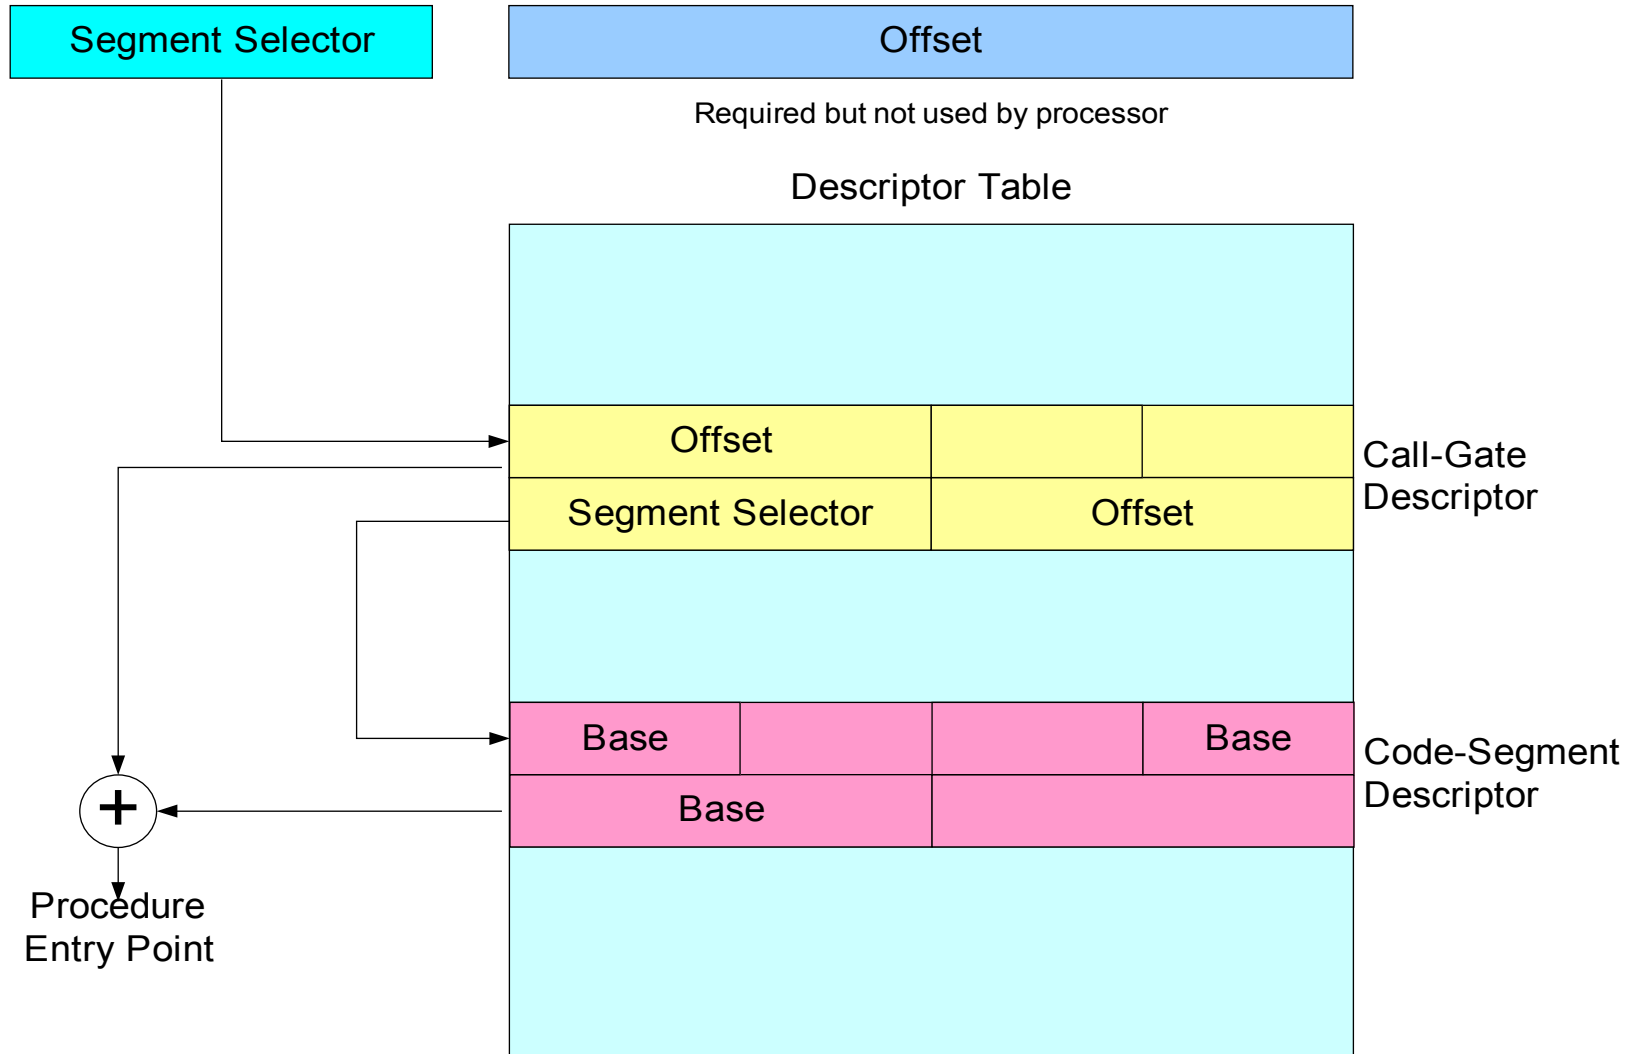 Segment Selector
Offset
Required but not used by processor
Descriptor Table
Offset
Call-Gate
Descriptor
Segment Selector
Offset
Base
Base
Code-Segment
Descriptor
Base
+
Procedure
Entry Point